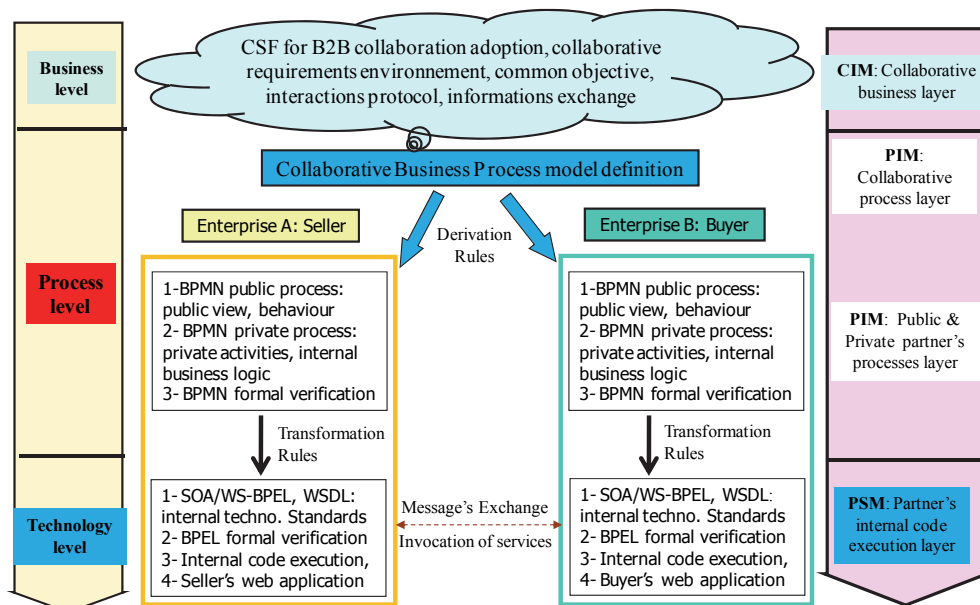 Business
level
CSF for B2B collaboration adoption, collaborative
requirements environnement, common objective,
interactions protocol, informations exchange
CIM: Collaborative
business layer
Collaborative Business Process model definition
PIM:
Collaborative
process layer
Enterprise A: Seller
Derivation
Rules
Enterprise B: Buyer
Process
level
1-BPMN public process:
public view, behaviour
2- BPMN private process:
private activities, internal
business logic
3- BPMN formal verification
1-BPMN public process:
public view, behaviour
2- BPMN private process:
private activities, internal
business logic
3- BPMN formal verification
PIM: Public &
Private partner's
processes layer
Transformation
Rules
Transformation
Rules
Technology
level
1- SOA/WS-BPEL, WSDL:
internal techno. Standards
2- BPEL formal verification
3- Internal code execution,
4- Seller's web application
Message's Exchange
Invocation of services
1- SOA/WS-BPEL, WSDL:
internal techno. Standards
2- BPEL formal verification
3- Internal code execution,
4- Buyer's web application
PSM: Partner's
internal code
execution layer